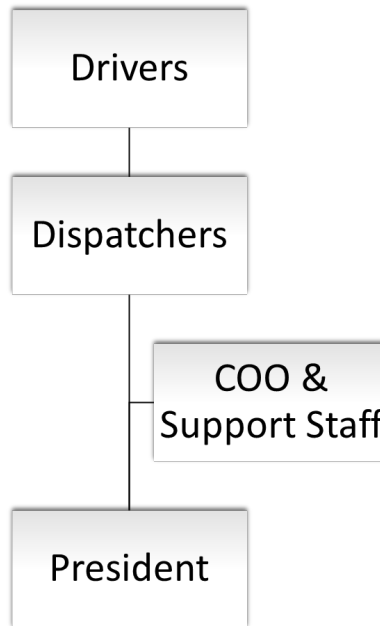 Drivers
Dispatchers
COO &
Support Staff
President